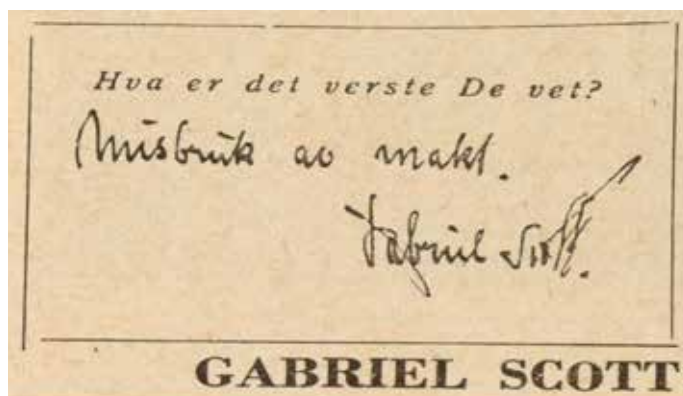 Hva er det verste De vet?
Misbruk av makt.
Gabriel Scott.
GABRIEL SCOTT